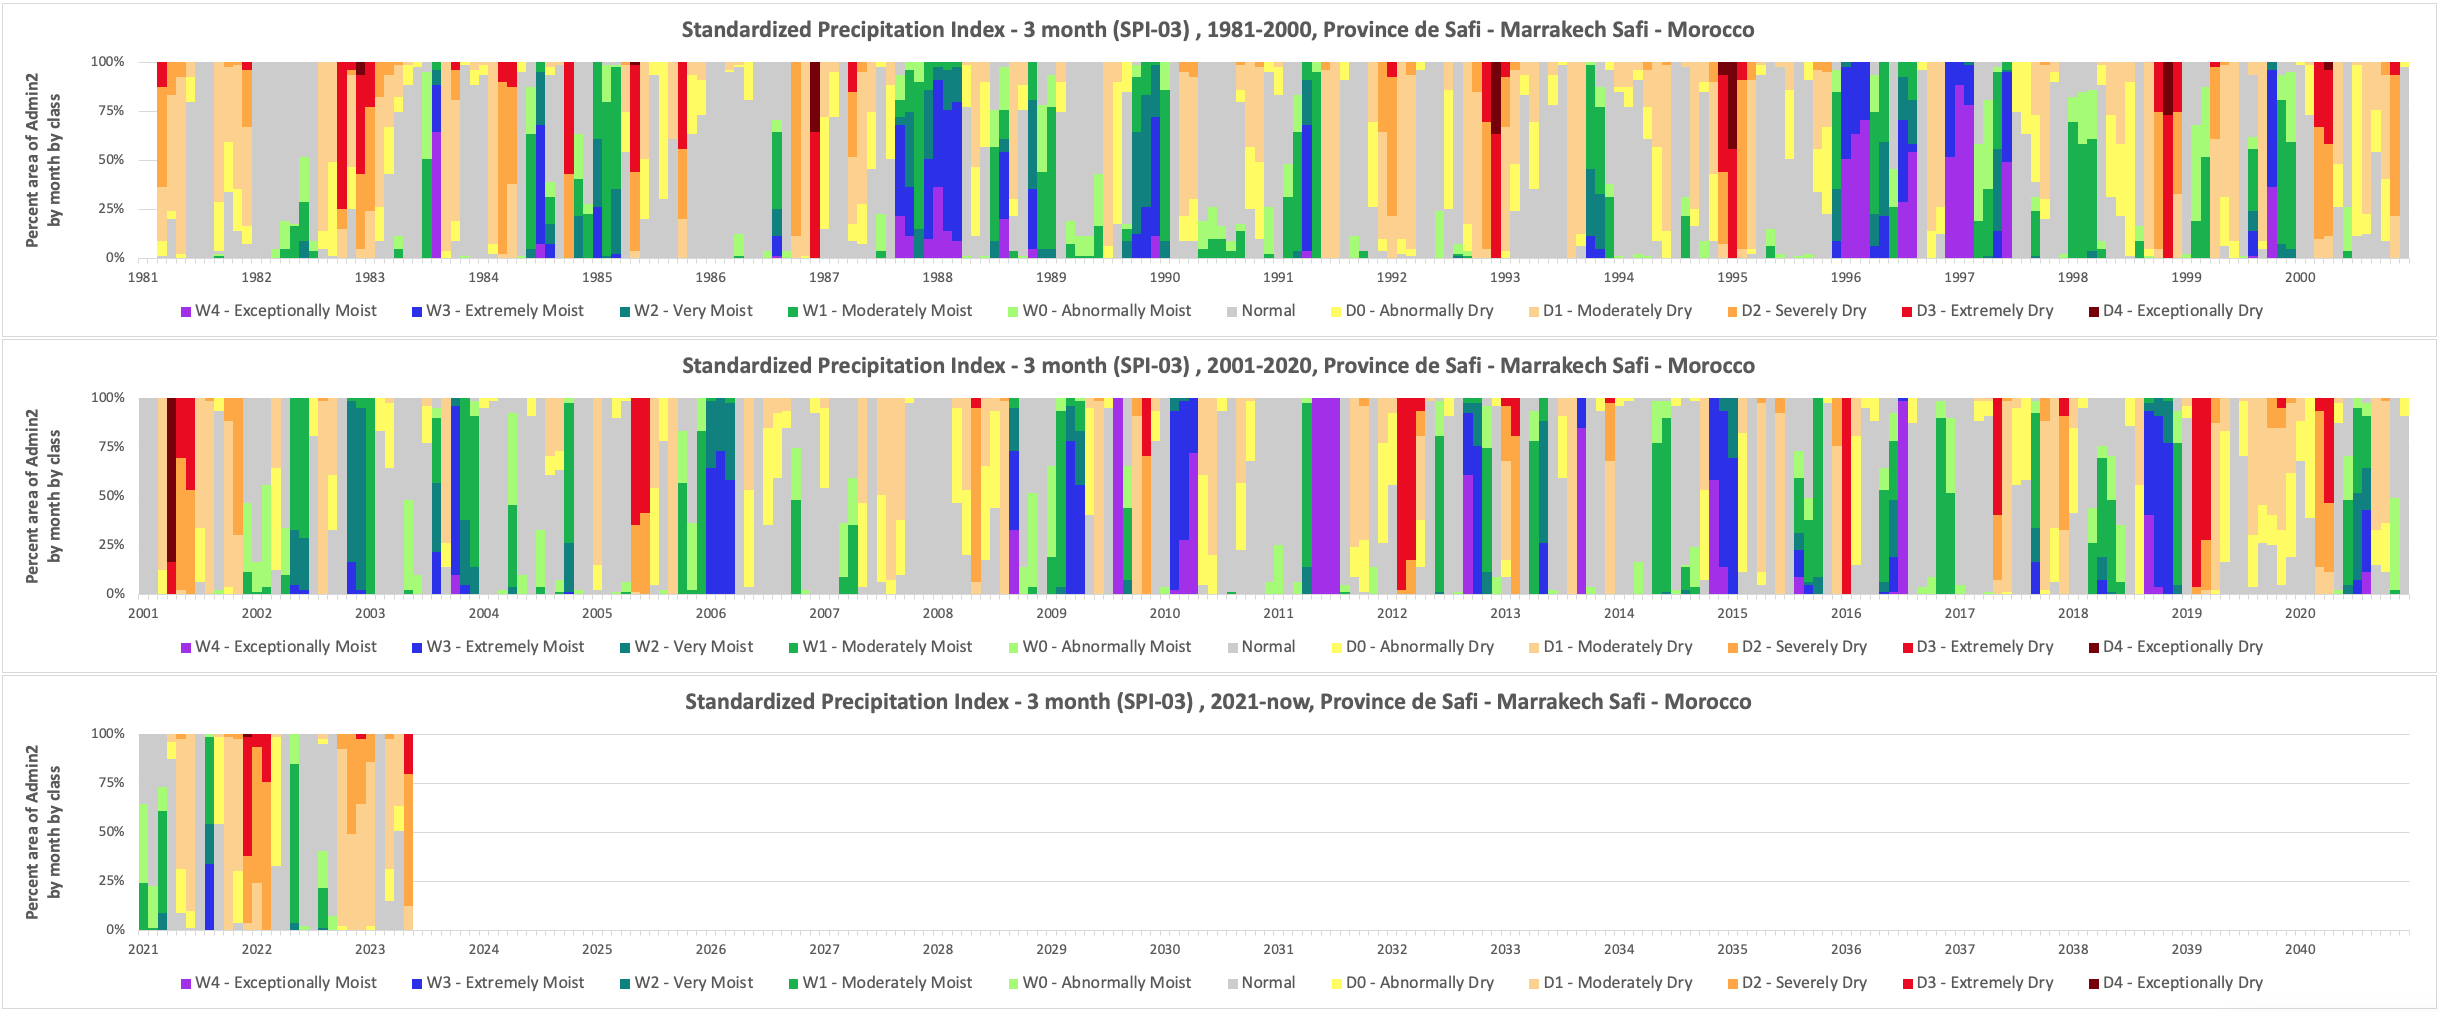 Standardized Precipitation Index - 3 month (SPI-03) , 1981-2000, Province de Safi - Marrakech Safi - Morocco
Percent area of Admin2
by month by class
100%
75%
50%
25%
0%
1981 1982 1983 1984 1985 1986 1987 1988 1989 1990 1991 1992 1993 1994 1995 1996 1997 1998 1999 2000
W4 - Exceptionally Moist W3 - Extremely Moist W2 - Very Moist W1 - Moderately Moist W0 - Abnormally Moist Normal D0 - Abnormally Dry D1 - Moderately Dry D2 - Severely Dry D3 - Extremely Dry D4 - Exceptionally Dry
Standardized Precipitation Index - 3 month (SPI-03) , 2001-2020, Province de Safi - Marrakech Safi - Morocco
Percent area of Admin2
by month by class
100%
75%
50%
25%
0%
2001 2002 2003 2004 2005 2006 2007 2008 2009 2010 2011 2012 2013 2014 2015 2016 2017 2018 2019 2020
W4 - Exceptionally Moist W3 - Extremely Moist W2 - Very Moist W1 - Moderately Moist W0 - Abnormally Moist Normal D0 - Abnormally Dry D1 - Moderately Dry D2 - Severely Dry D3 - Extremely Dry D4 - Exceptionally Dry
Standardized Precipitation Index - 3 month (SPI-03) , 2021-now, Province de Safi - Marrakech Safi - Morocco
Percent area of Admin2
by month by class
100%
75%
50%
25%
0%
2021 2022 2023 2024 2025 2026 2027 2028 2029 2030 2031 2032 2033 2034 2035 2036 2037 2038 2039 2040
W4 - Exceptionally Moist W3 - Extremely Moist W2 - Very Moist W1 - Moderately Moist W0 - Abnormally Moist Normal D0 - Abnormally Dry D1 - Moderately Dry D2 - Severely Dry D3 - Extremely Dry D4 - Exceptionally Dry